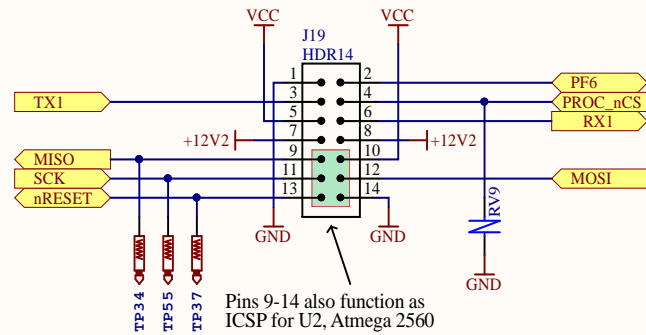 VCC
VCC
J19
HDR14
1
2
PF6
TX1
3
4
PROC_nCS
5
6
RX1
+12V2
7
8
+12V2
MISO
9
10
SCK
11
12
MOSI
nRESET
13
14
RV9
GND
GND
GND
TP34
TP55
TP37
Pins 9-14 also function as
ICSP for U2, Atmega 2560